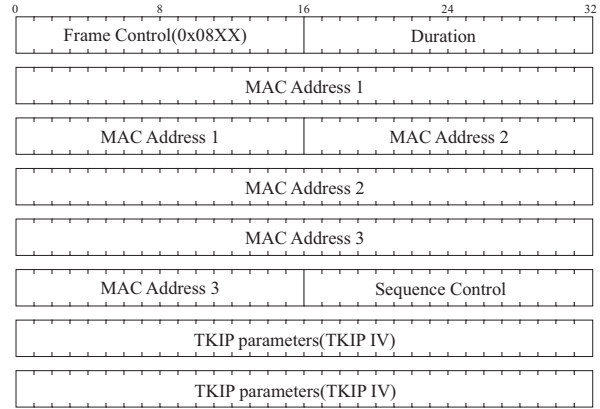 0 8 16 24 32
Frame Control(0x08XX) Duration
MAC Address 1
MAC Address 1 MAC Address 2
MAC Address 2
MAC Address 3
MAC Address 3 Sequence Control
TKIP parameters(TKIP IV)
TKIP parameters(TKIP IV)